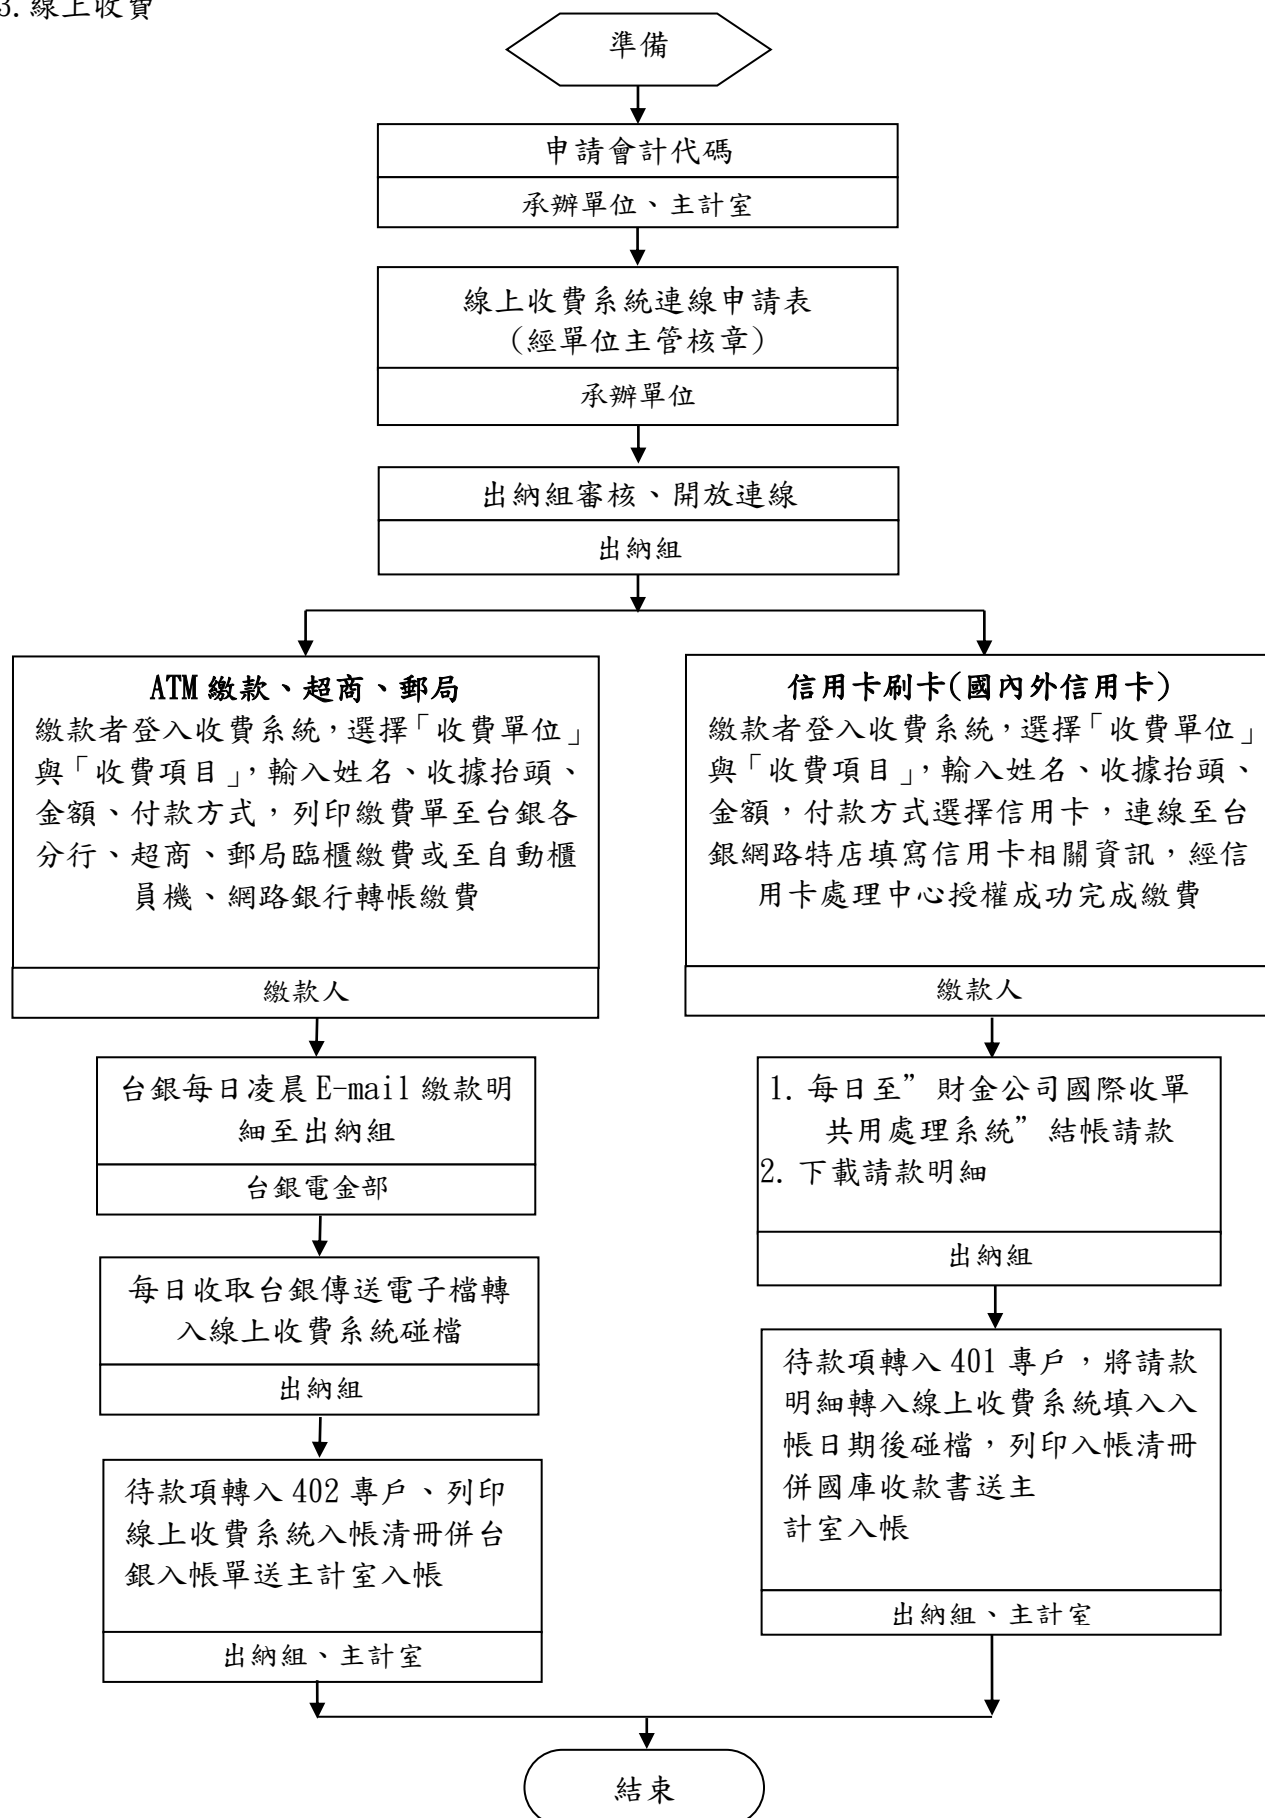 3.線上收費
準備
申請會計代碼
承辦單位、主計室
線上收費系統連線申請表
(經單位主管核章)
承辦單位
出納組審核、開放連線
出納組
ATM 繳款、超商、郵局
繳款者登入收費系統，選擇「收費單位」
與「收費項目」，輸入姓名、收據抬頭、
金額、付款方式，列印繳費單至台銀各
分行、超商、郵局臨櫃繳費或至自動櫃
員機、網路銀行轉帳繳費
繳款人
台銀每日凌晨 E-mail 繳款明
細至出納組
台銀電金部
每日收取台銀傳送電子檔轉
入線上收費系統碰檔
出納組
待款項轉入 402 專戶、列印
線上收費系統入帳清冊併台
銀入帳單送主計室入帳
出納組、主計室
信用卡刷卡(國內外信用卡)
繳款者登入收費系統，選擇「收費單位」
與「收費項目」，輸入姓名、收據抬頭、
金額，付款方式選擇信用卡，連線至台
銀網路特店填寫信用卡相關資訊，經信
用卡處理中心授權成功完成繳費
繳款人
1. 每日至”財金公司國際收單
共用處理系統”結帳請款
2. 下載請款明細
出納組
待款項轉入 401 專戶，將請款
明細轉入線上收費系統填入入
帳日期後碰檔，列印入帳清冊
併國庫收款書送主
計室入帳
出納組、主計室
結束